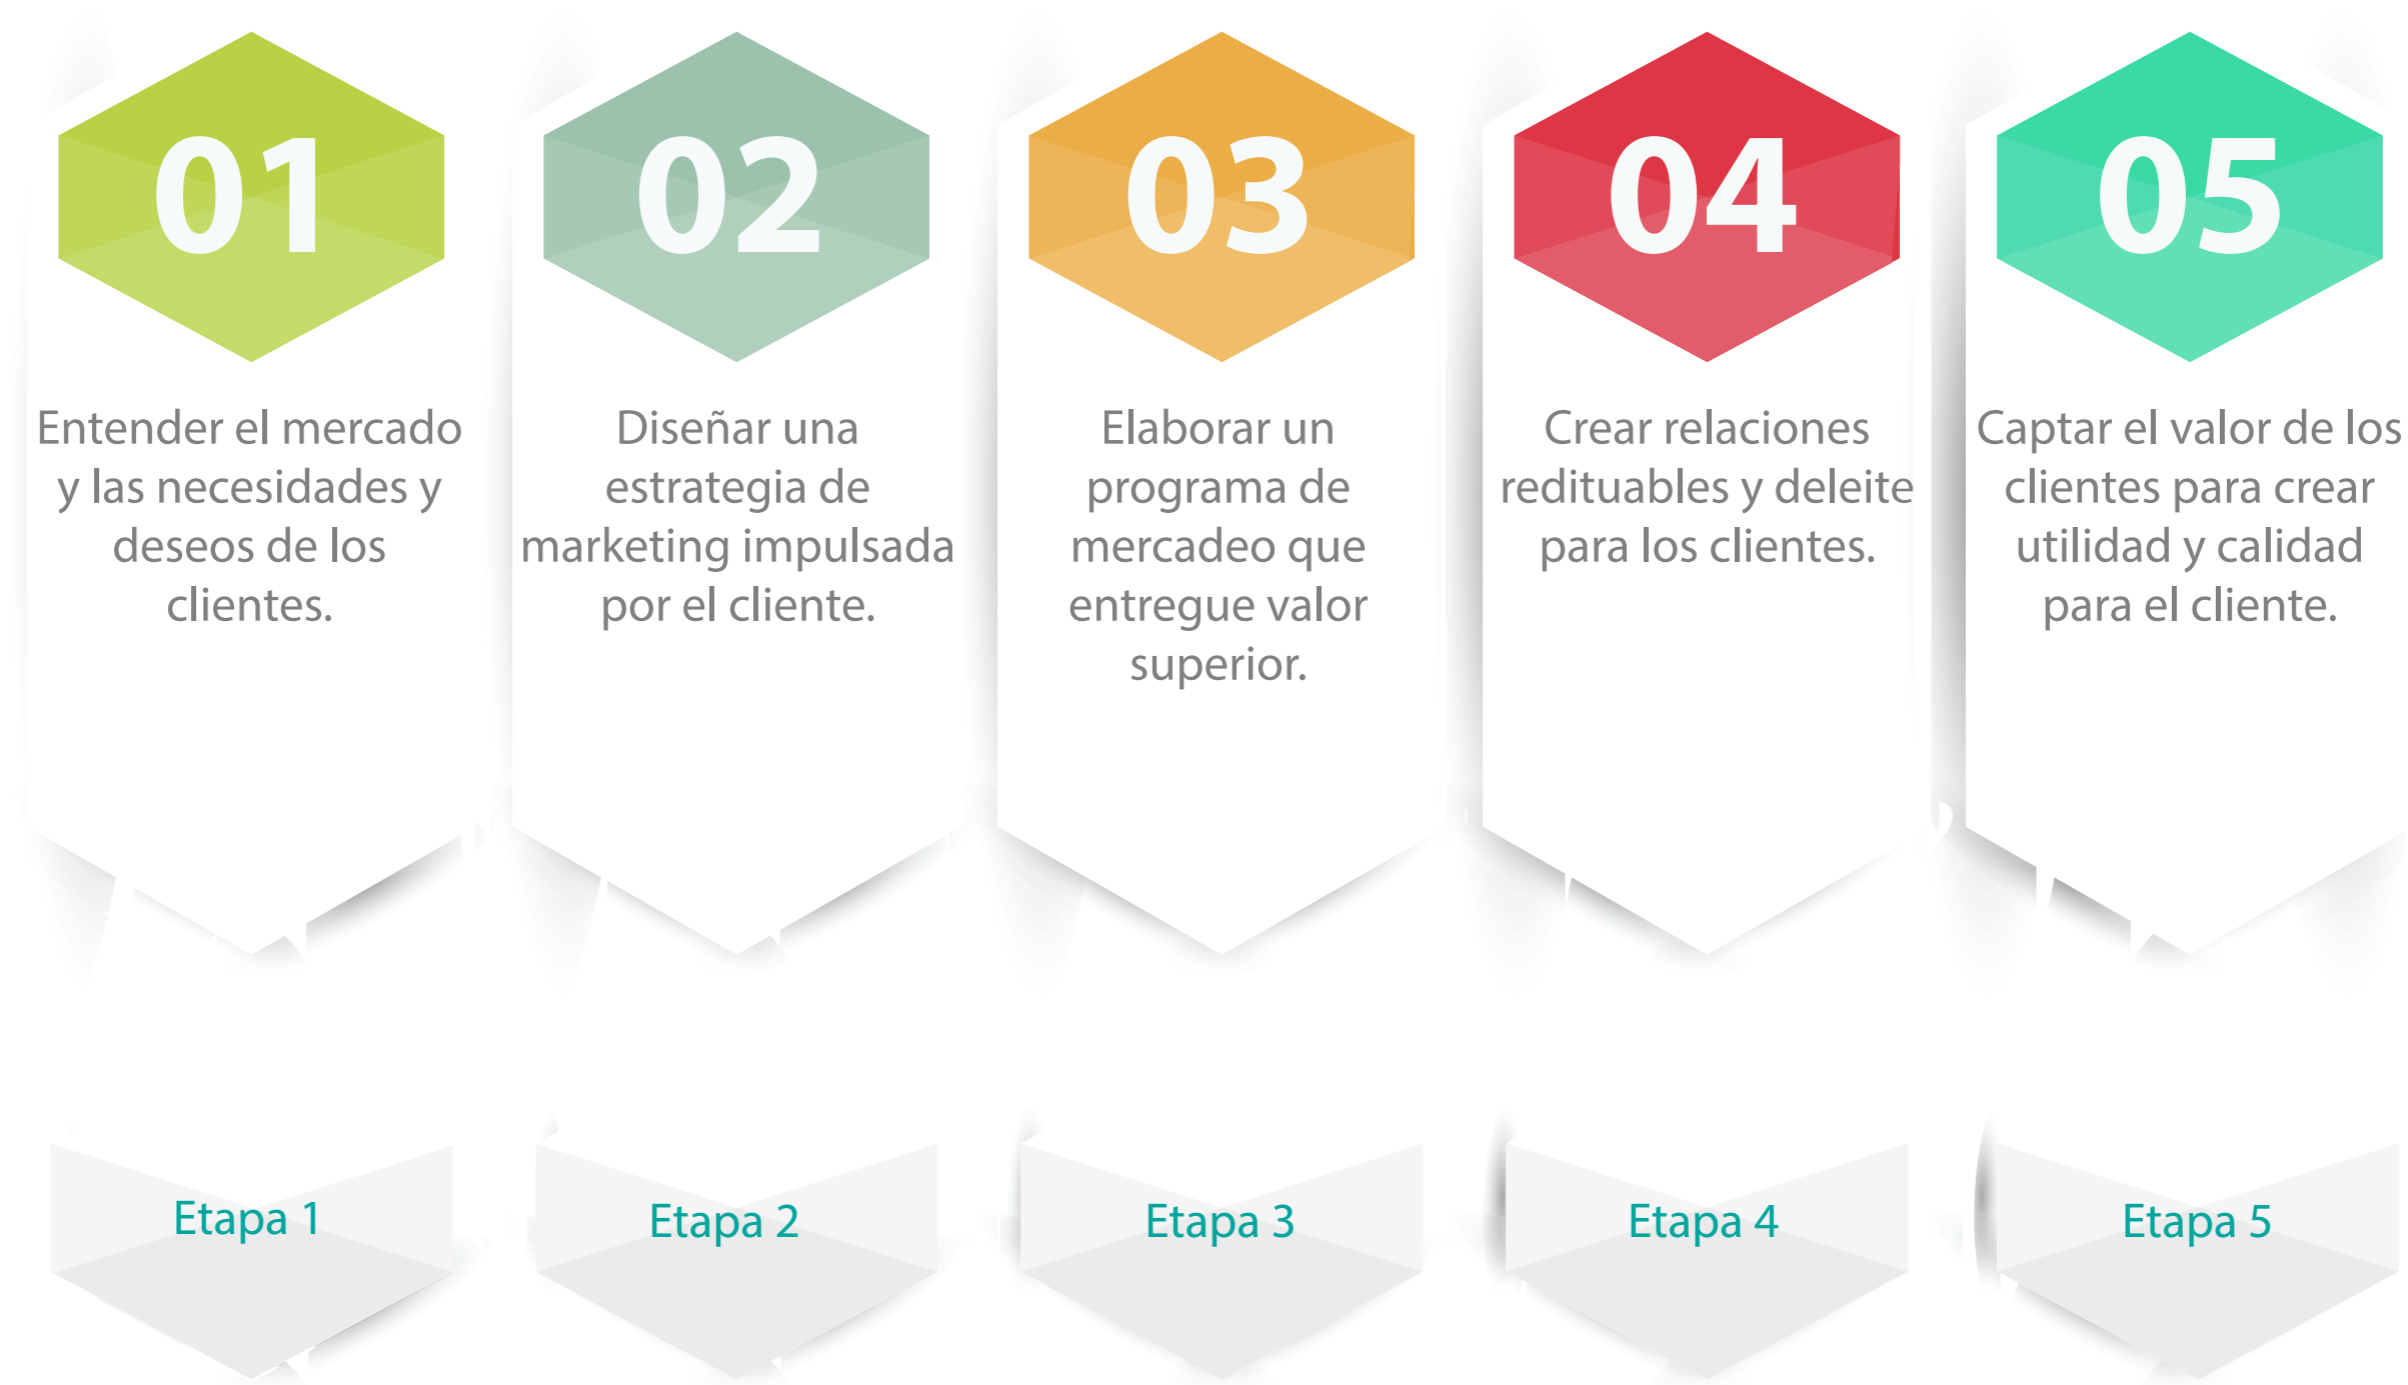 01
Entender el mercado
y las necesidades y
deseos de los
clientes.
02
Diseñar una
estrategia de
marketing impulsada
por el cliente.
03
Elaborar un
programa de
mercadeo que
entregue valor
superior.
04
Crear relaciones
redituables y deleite
para los clientes.
05
Captar el valor de los
clientes para crear
utilidad y calidad
para el cliente.
Etapa 1
Etapa 2
Etapa 3
Etapa 4
Etapa 5